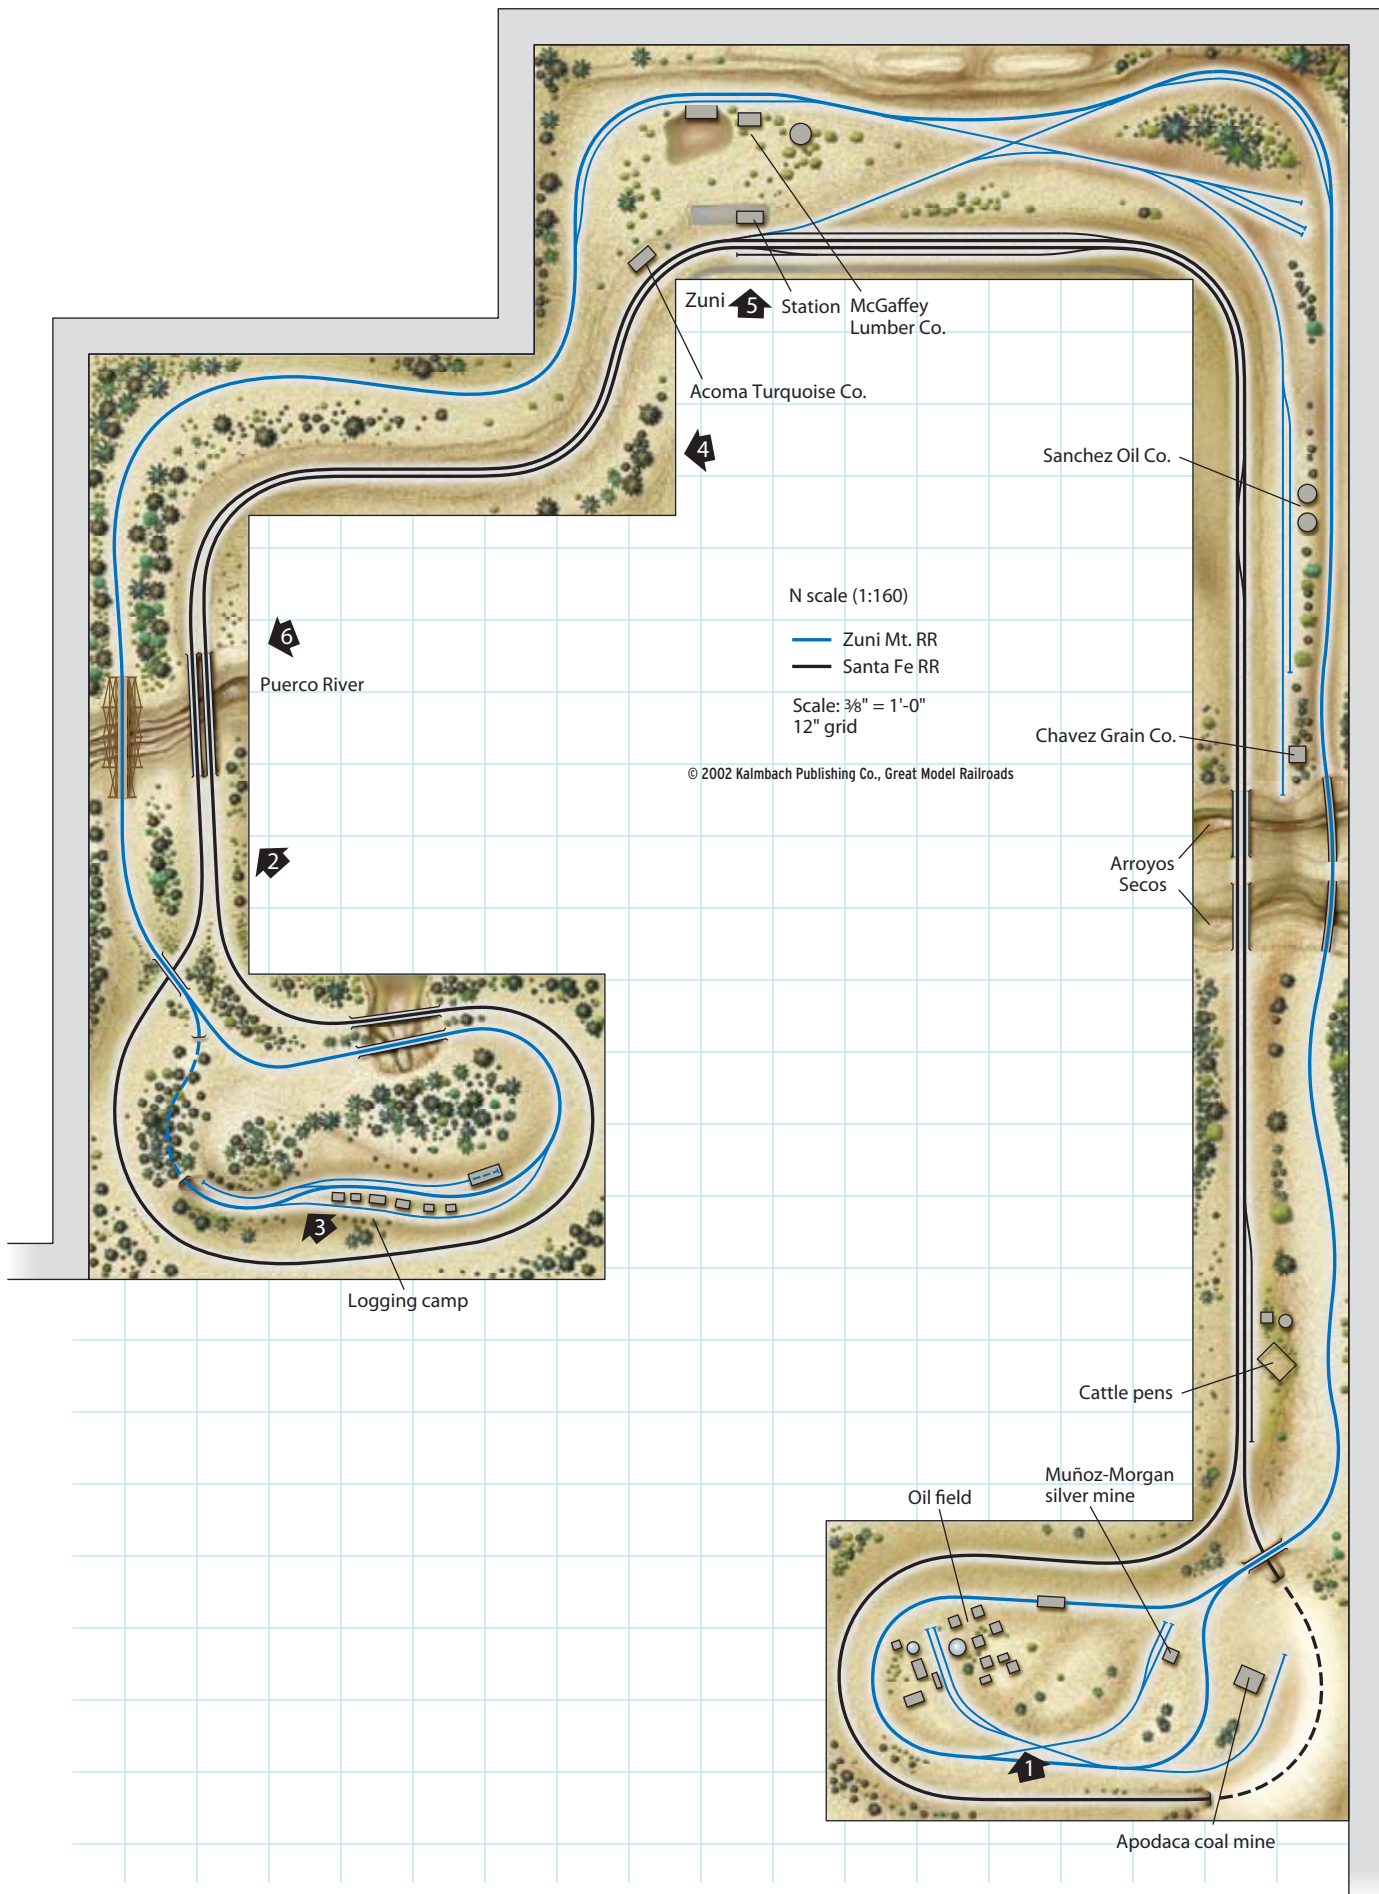 Zuni
5
Station
McGaffey
Lumber Co.
Acoma Turquoise Co.
4
Sanchez Oil Co.
N scale (1:160)
6
Zuni Mt. RR
Santa Fe RR
Puerco River
Scale: 3/8" = 1'-0"
12" grid
Chavez Grain Co.
© 2002 Kalmbach Publishing Co., Great Model Railroads
2
Arroyos
Secos
3
Logging camp
Cattle pens
Muñoz-Morgan
silver mine
Oil field
1
Apodaca coal mine